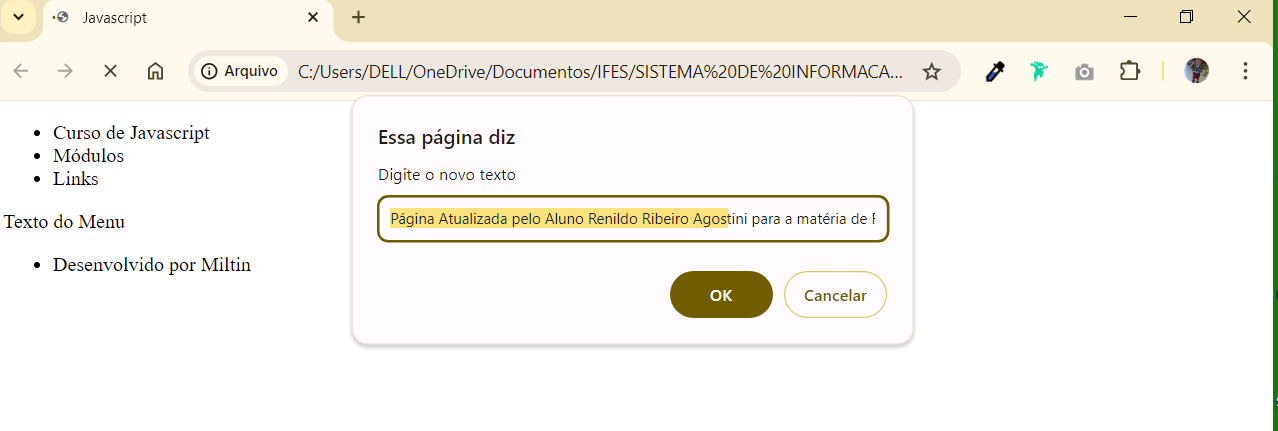 Javascript
Arquivo
C:/Users/DELL/OneDrive/Documentos/IFES/SISTEMA%20DE%20INFORMACA...
Curso de Javascript
Módulos
Links
Texto do Menu
Desenvolvido por Miltin
Essa página diz
Digite o novo texto
Página Atualizada pelo Aluno Renildo Ribeiro Agostini para a matéria de
OK
Cancelar